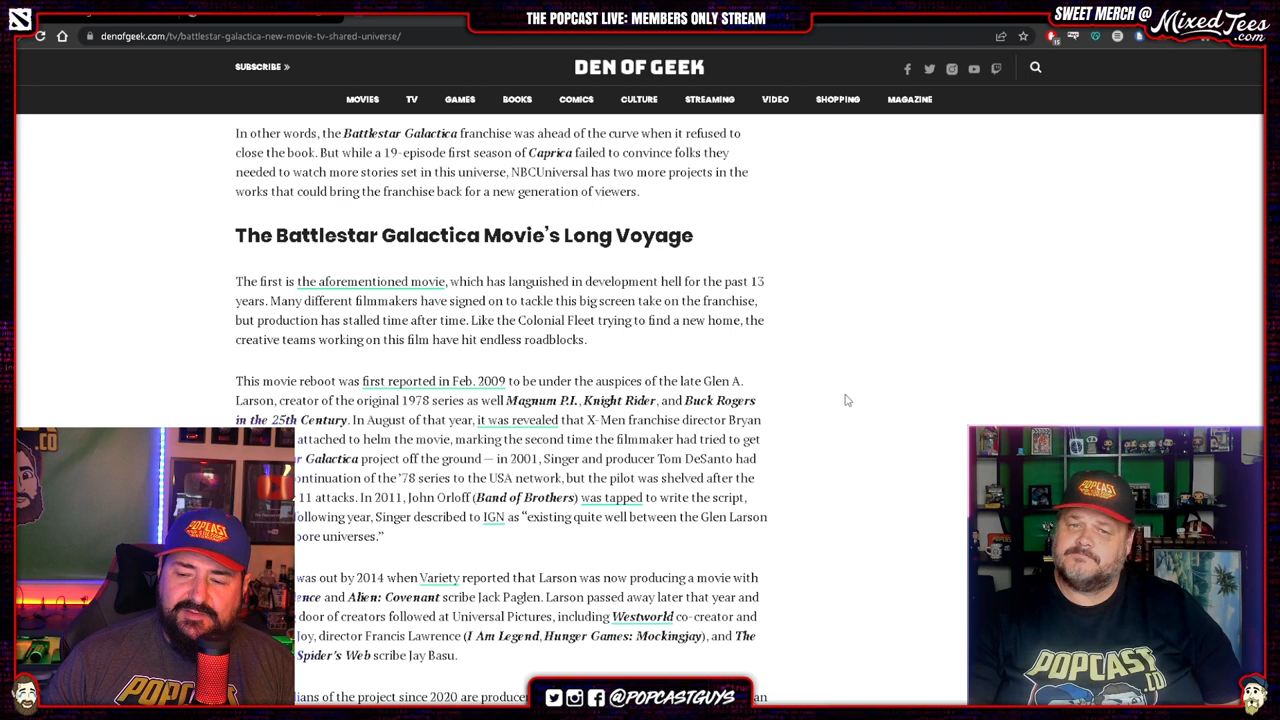 THE POPCAST LIVE: MEMBERS ONLY STREAM
SWEET MERCH @
MixedTees
.com
denofgeek.com/tv/battlestar-galactica-new-movie-tv-shared-universe/
SUBSCRIBE »
DEN OF GEEK
MOVIES TV GAMES BOOKS COMICS CULTURE STREAMING VIDEO SHOPPING MAGAZINE
In other words, the Battlestar Galactica franchise was ahead of the curve when it refused to
close the book. But while a 19-episode first season of Caprica failed to convince folks they
needed to watch more stories set in this universe, NBCUniversal has two more projects in the
works that could bring the franchise back for a new generation of viewers.
The Battlestar Galactica Movie's Long Voyage
The first is the aforementioned movie, which has languished in development hell for the past 13
years. Many different filmmakers have signed on to tackle this big screen take on the franchise,
but production has stalled time after time. Like the Colonial Fleet trying to find a new home, the
creative teams working on this film have hit endless roadblocks.
This movie reboot was first reported in Feb. 2009 to be under the auspices of the late Glen A.
Larson, creator of the original 1978 series as well Magnum P.I., Knight Rider, and Buck Rogers
in the 25th Century. In August of that year, it was revealed that X-Men franchise director Bryan
attached to helm the movie, marking the second time the filmmaker had tried to get
r Galactica project off the ground — in 2001, Singer and producer Tom DeSanto had
ontinuation of the '78 series to the USA network, but the pilot was shelved after the
11 attacks. In 2011, John Orloff (Band of Brothers) was tapped to write the script,
ollowing year, Singer described to IGN as "existing quite well between the Glen Larson
oore universes."
was out by 2014 when Variety reported that Larson was now producing a movie with
ence and Alien: Covenant scribe Jack Paglen. Larson passed away later that year and
door of creators followed at Universal Pictures, including Westworld co-creator and
Joy, director Francis Lawrence (I Am Legend, Hunger Games: Mockingjay), and The
Spider's Web scribe Jay Basu.
dians of the project since 2020 are produce
an
POPCAST
POPCAST
POPCAST
CO
@POPCASTGUYS